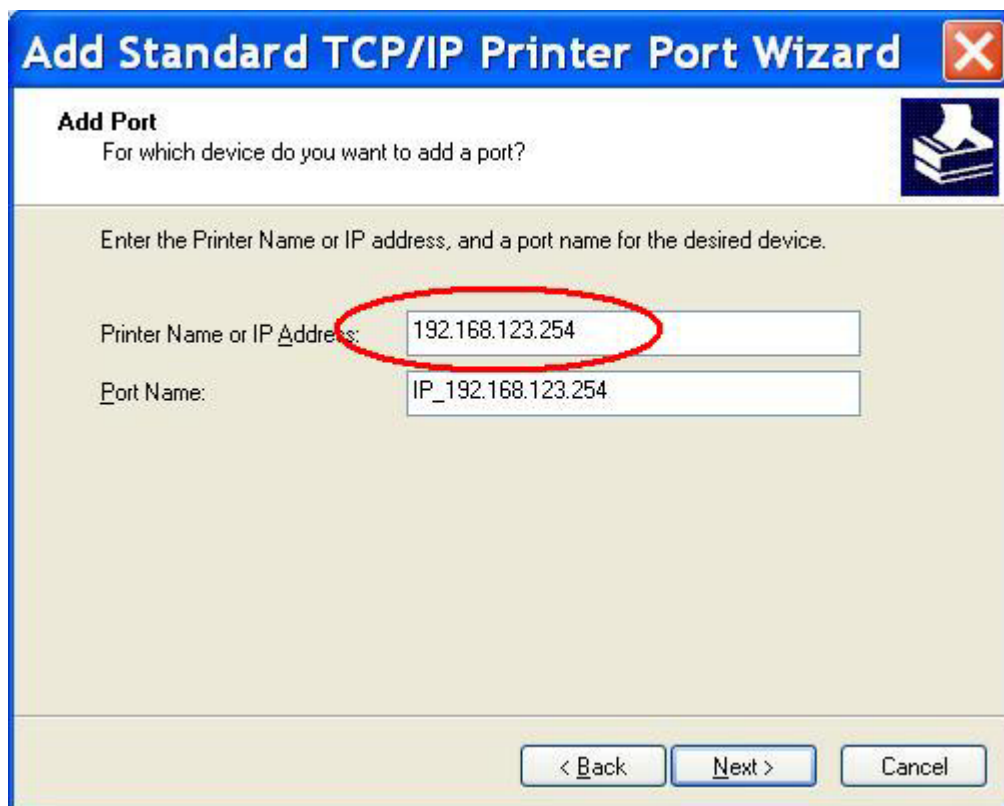 Add Standard TCP/IP Printer Port Wizard
Add Port
For which device do you want to add a port?
Enter the Printer Name or IP address, and a port name for the desired device.
Printer Name or IP Address: 192.168.123.254
Port Name: IP_192.168.123.254
< Back Next > Cancel